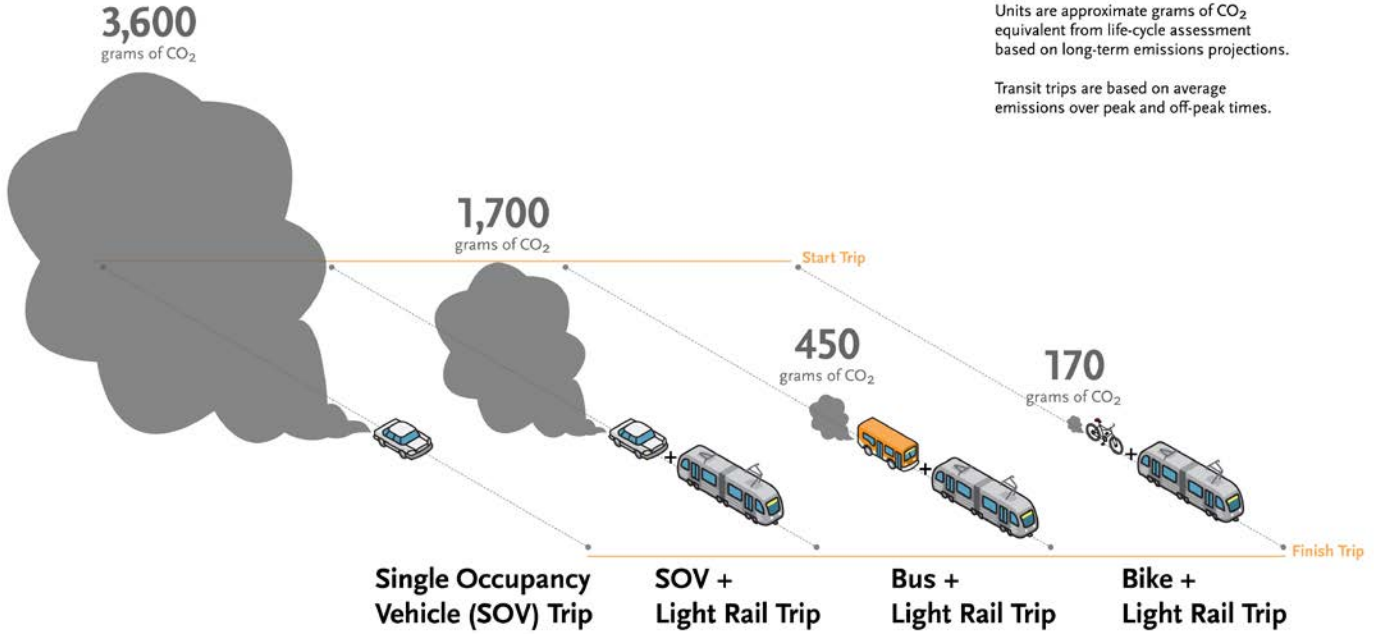 3,600
grams of CO₂
Units are approximate grams of CO₂
equivalent from life-cycle assessment
based on long-term emissions projections.
Transit trips are based on average
emissions over peak and off-peak times.
1,700
grams of CO₂
Start Trip
450
grams of CO₂
170
grams of CO₂
+
+
+
Finish Trip
Single Occupancy
Vehicle (SOV) Trip
SOV +
Light Rail Trip
Bus +
Light Rail Trip
Bike +
Light Rail Trip